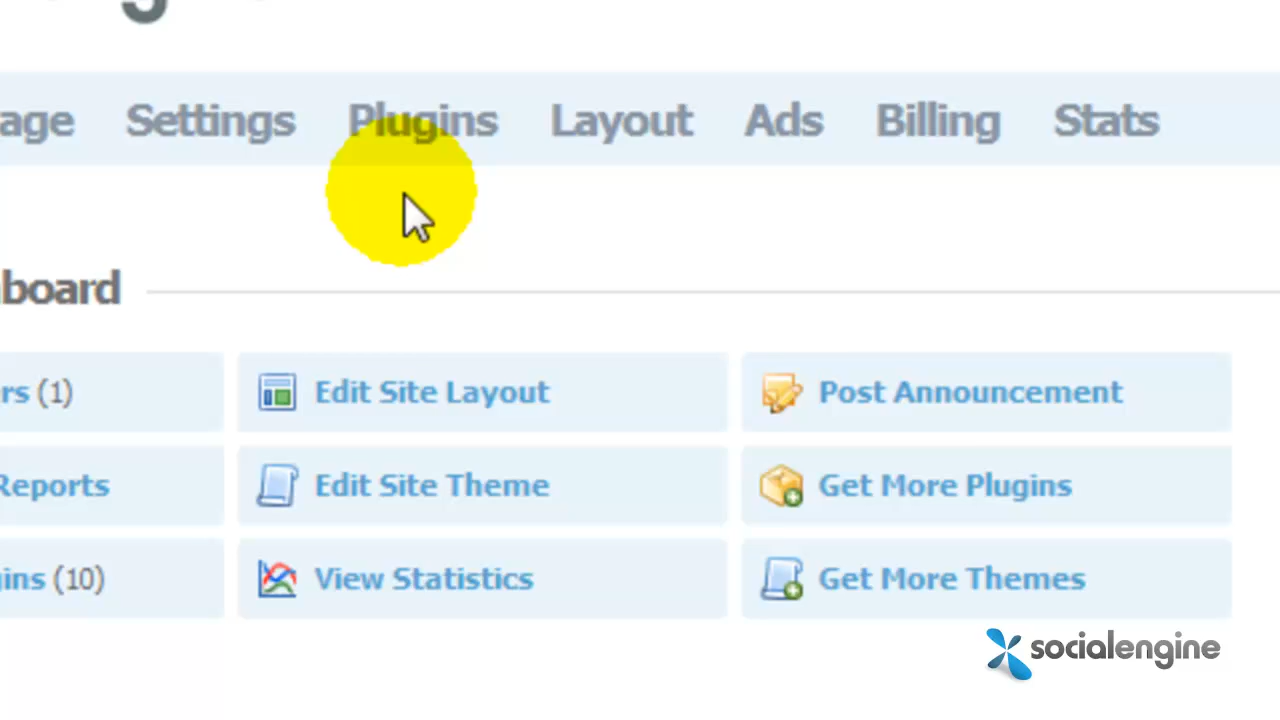 age Settings Plugins Layout Ads Billing Stats
board
rs (1) Edit Site Layout Post Announcement
Reports Edit Site Theme Get More Plugins
ins (10) View Statistics Get More Themes
socialengine